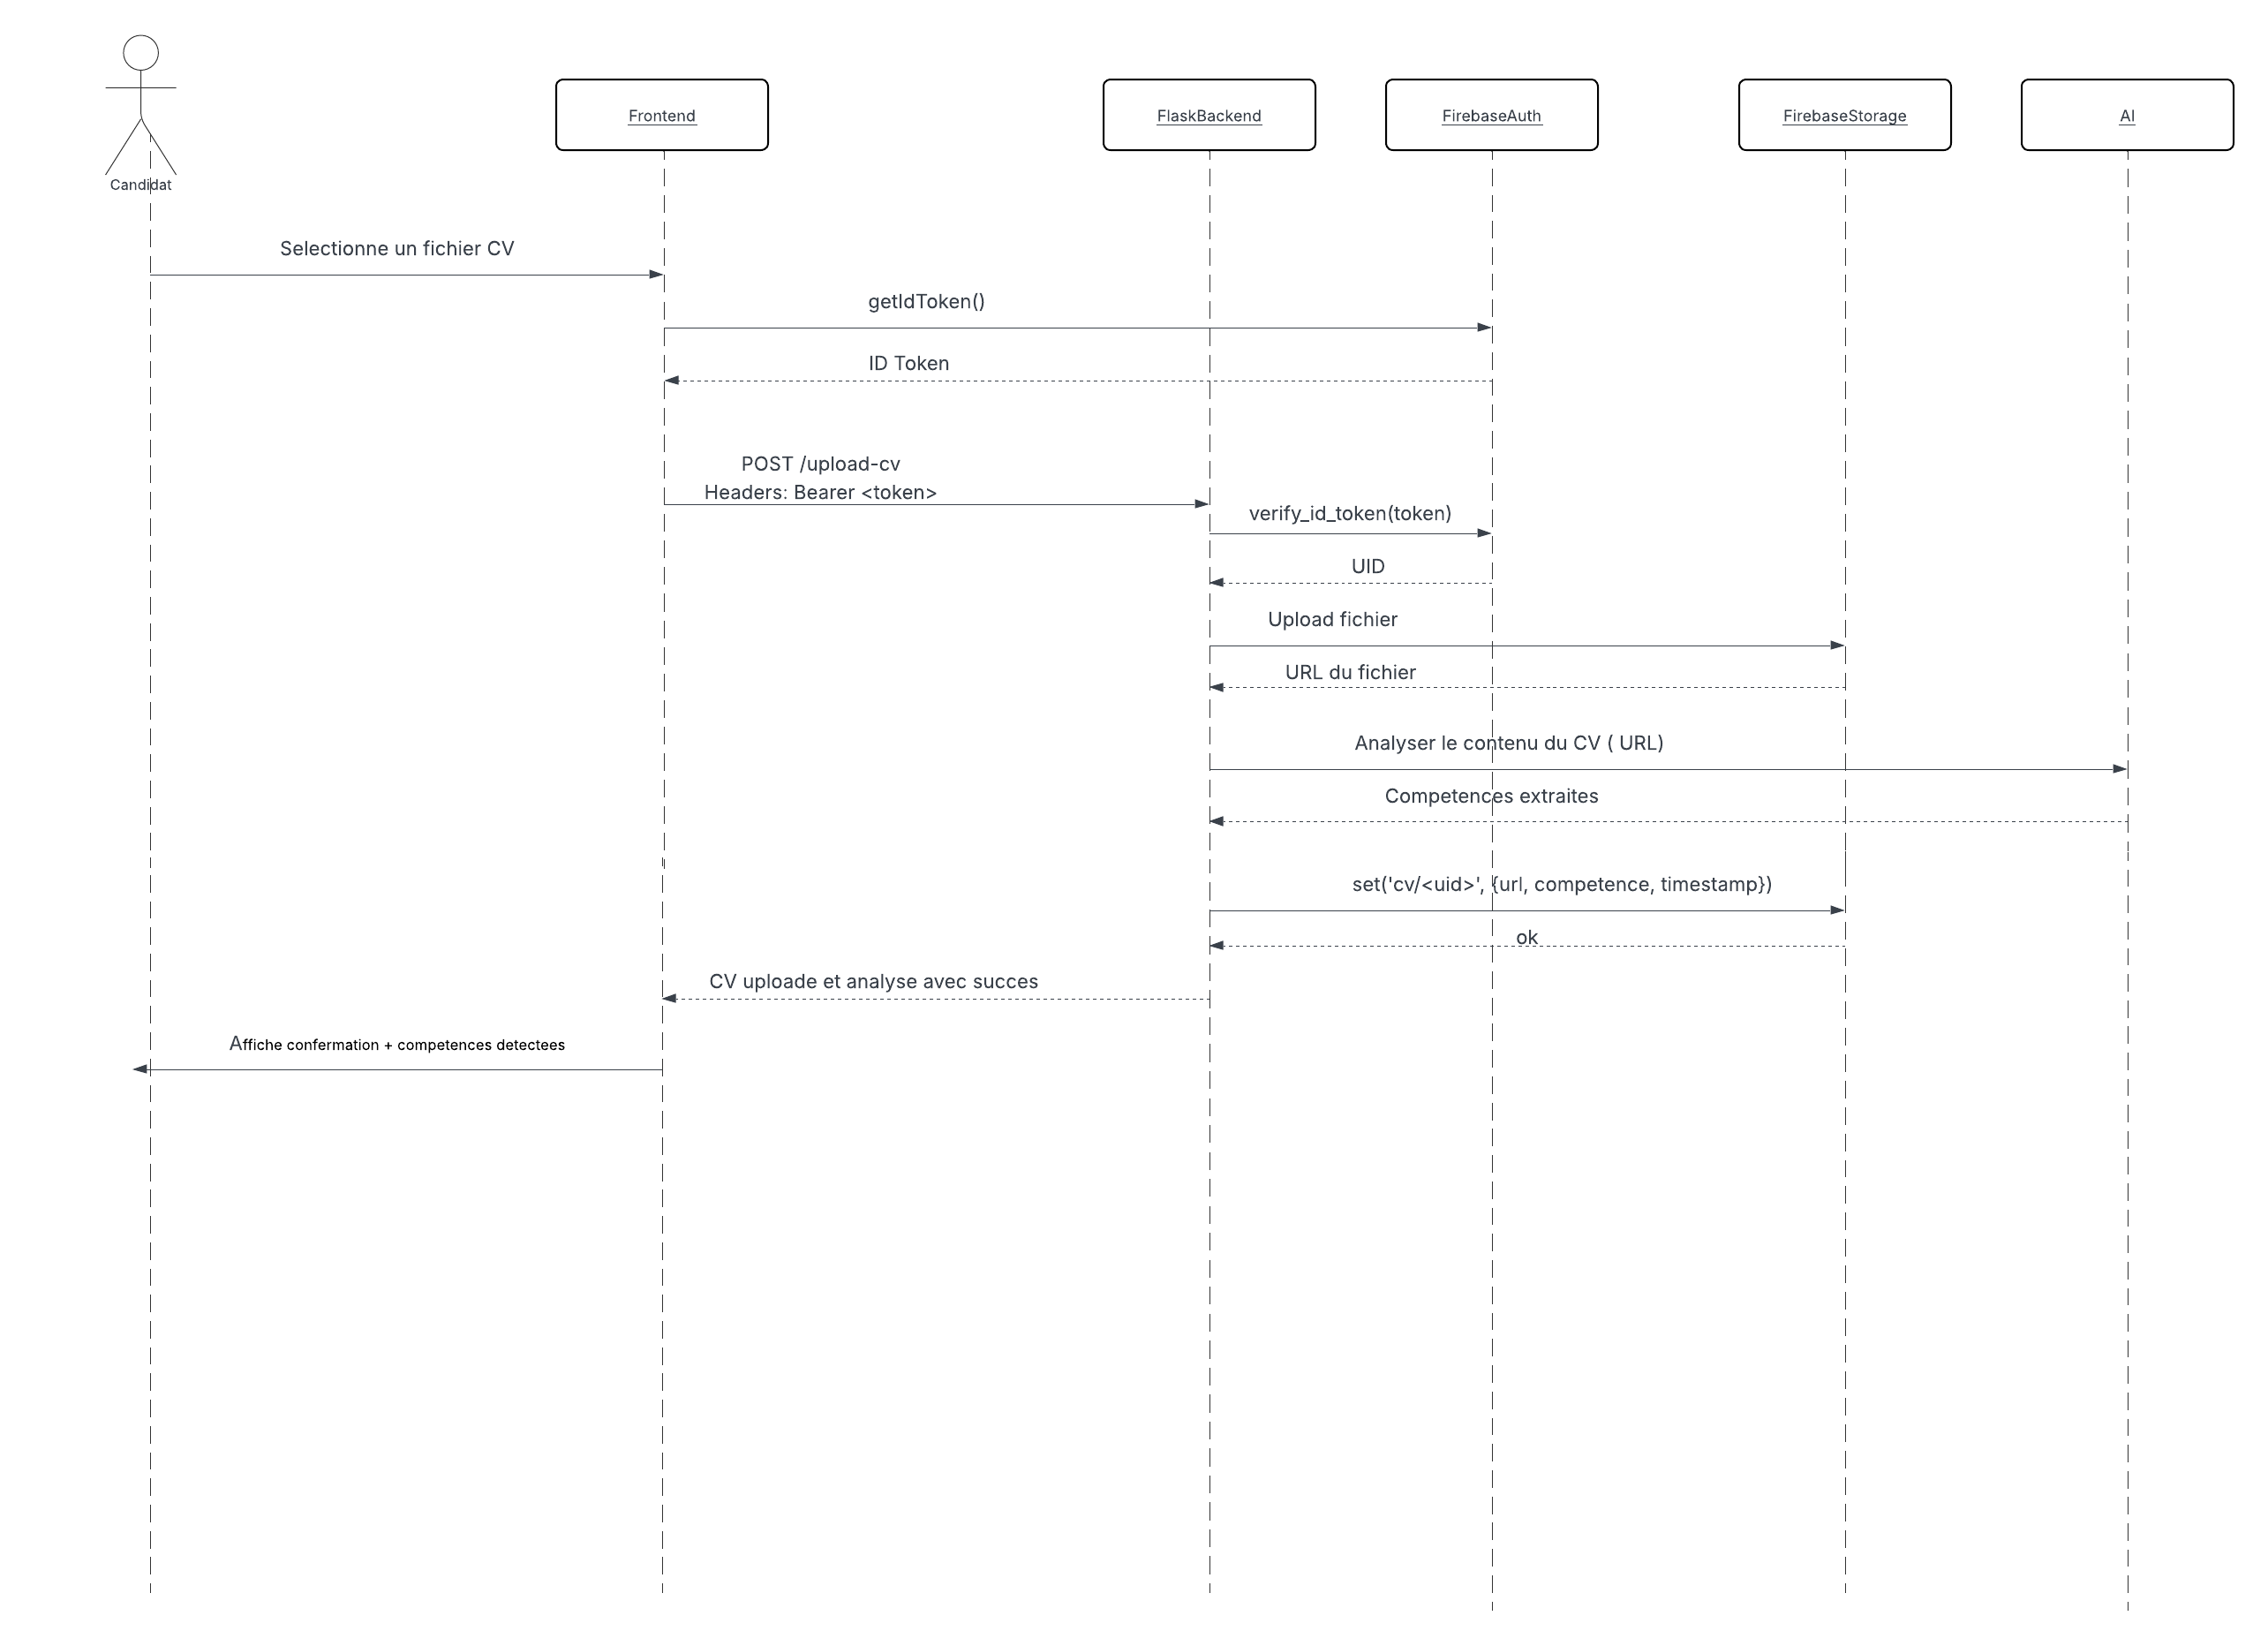 Candidat
Frontend
FlaskBackend
FirebaseAuth
FirebaseStorage
AI
Selectionne un fichier CV
getIdToken()
ID Token
POST /upload-cv
Headers: Bearer <token>
verify_id_token(token)
UID
Upload fichier
URL du fichier
Analyser le contenu du CV ( URL)
Competences extraites
set('cv/<uid>', {url, competence, timestamp})
ok
CV uploade et analyse avec succes
Affiche confermation + competences detectees